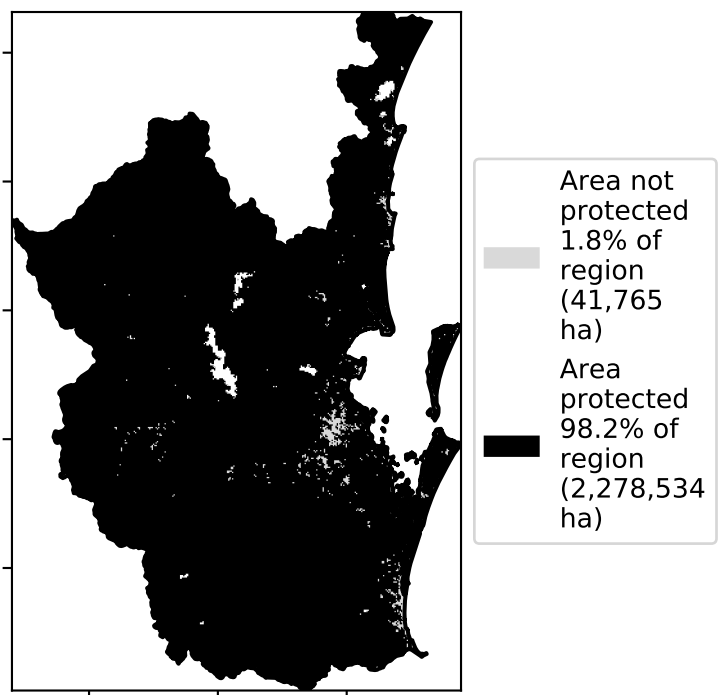 Area not
protected
1.8% of
region
(41,765
ha)
Area
protected
98.2% of
region
(2,278,534
ha)